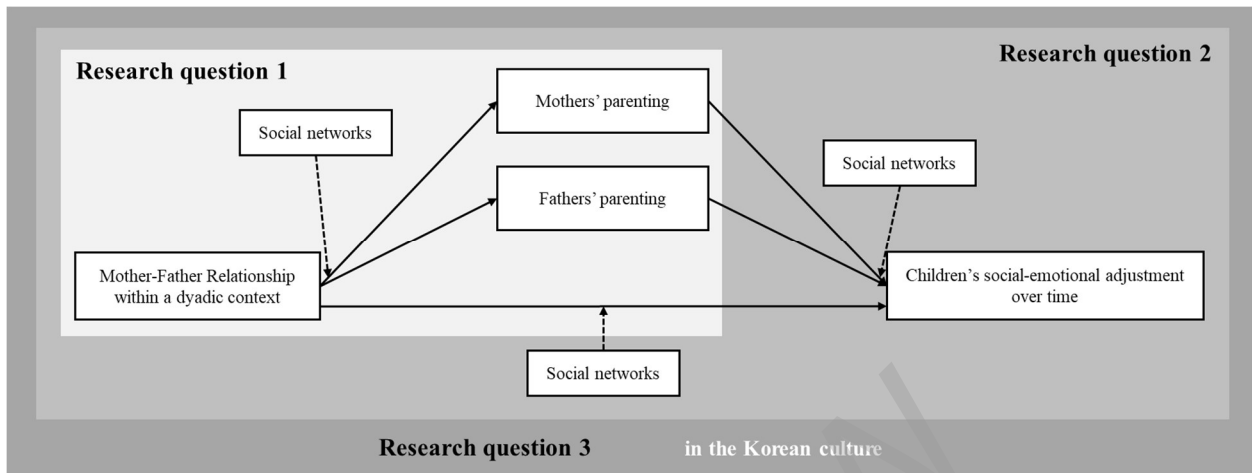 Research question 1
Research question 2
Mothers' parenting
Social networks
Social networks
Fathers' parenting
Mother-Father Relationship
within a dyadic context
Children's social-emotional adjustment
over time
Social networks
Research question 3
in the Korean culture